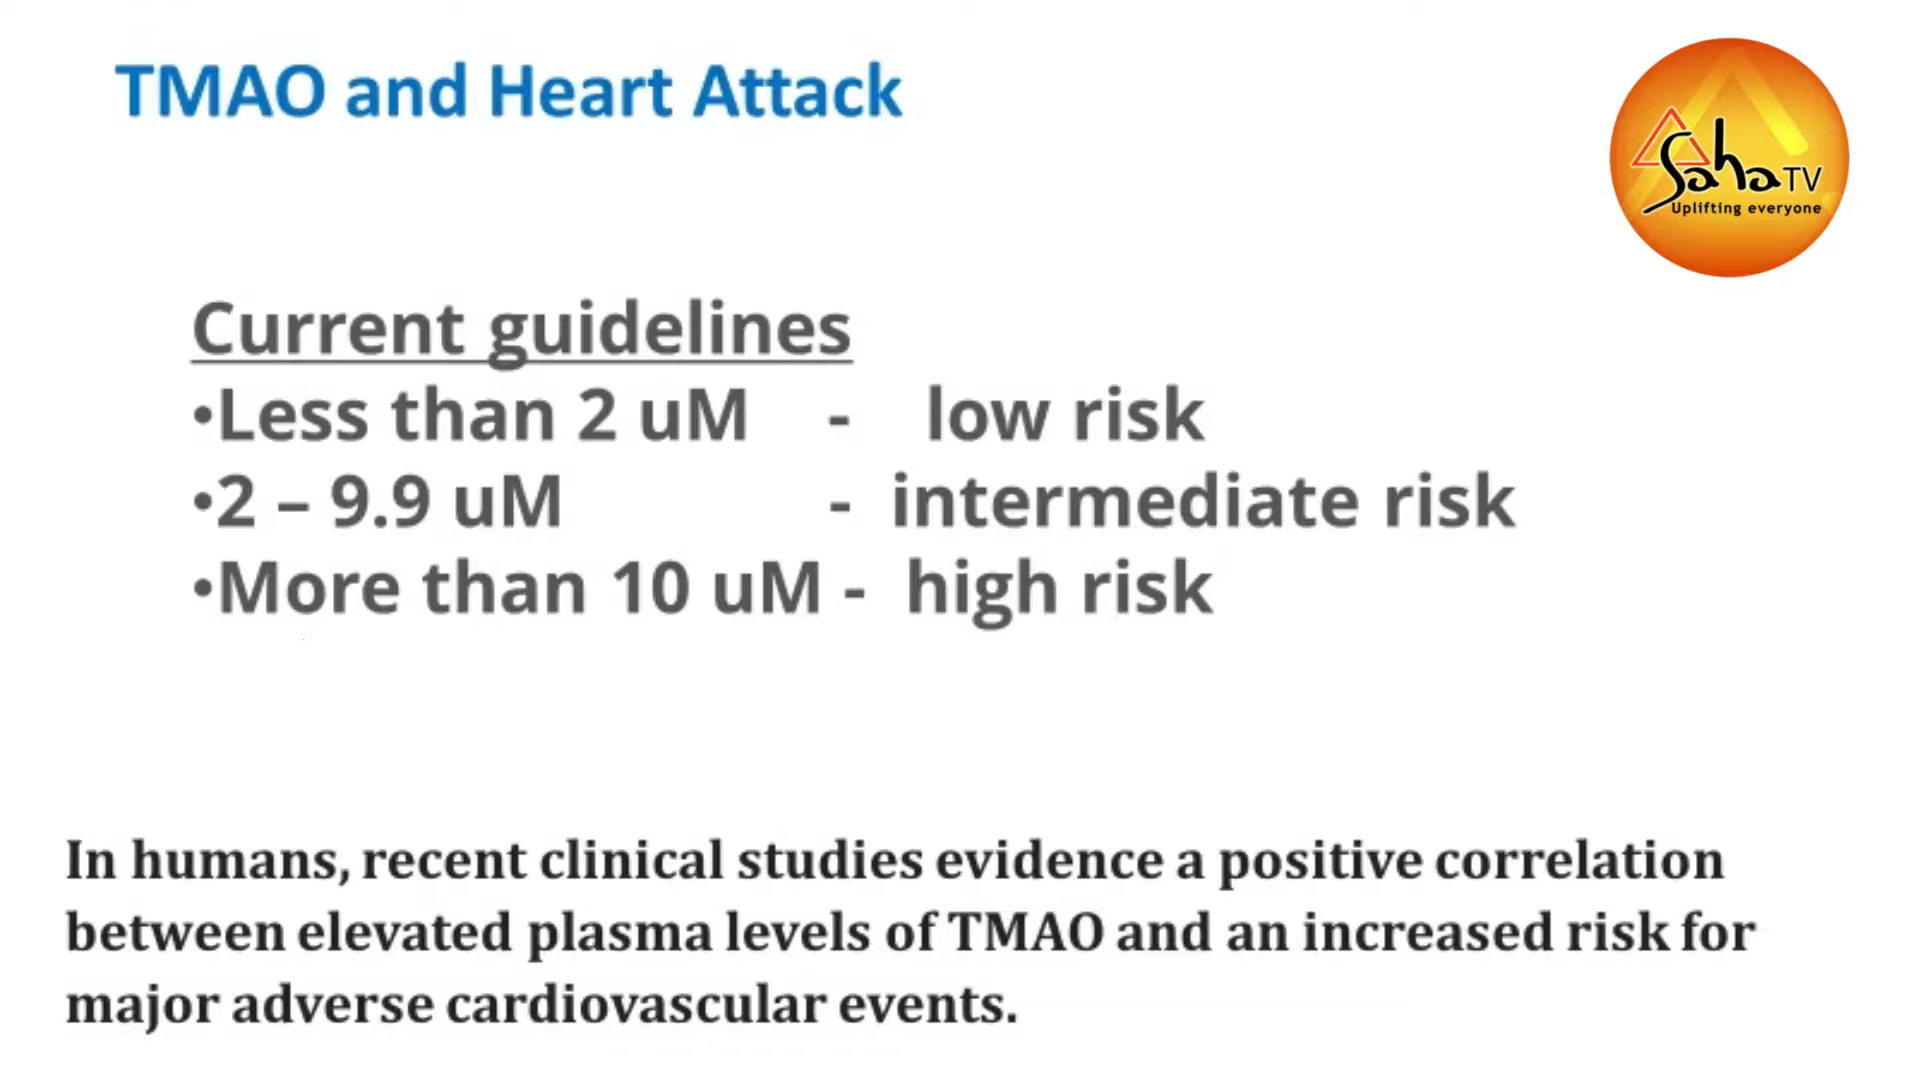 TMAO and Heart Attack
Saha TV
Uplifting everyone
Current guidelines
•Less than 2 uM - low risk
•2 – 9.9 uM - intermediate risk
•More than 10 uM - high risk
In humans, recent clinical studies evidence a positive correlation
between elevated plasma levels of TMAO and an increased risk for
major adverse cardiovascular events.